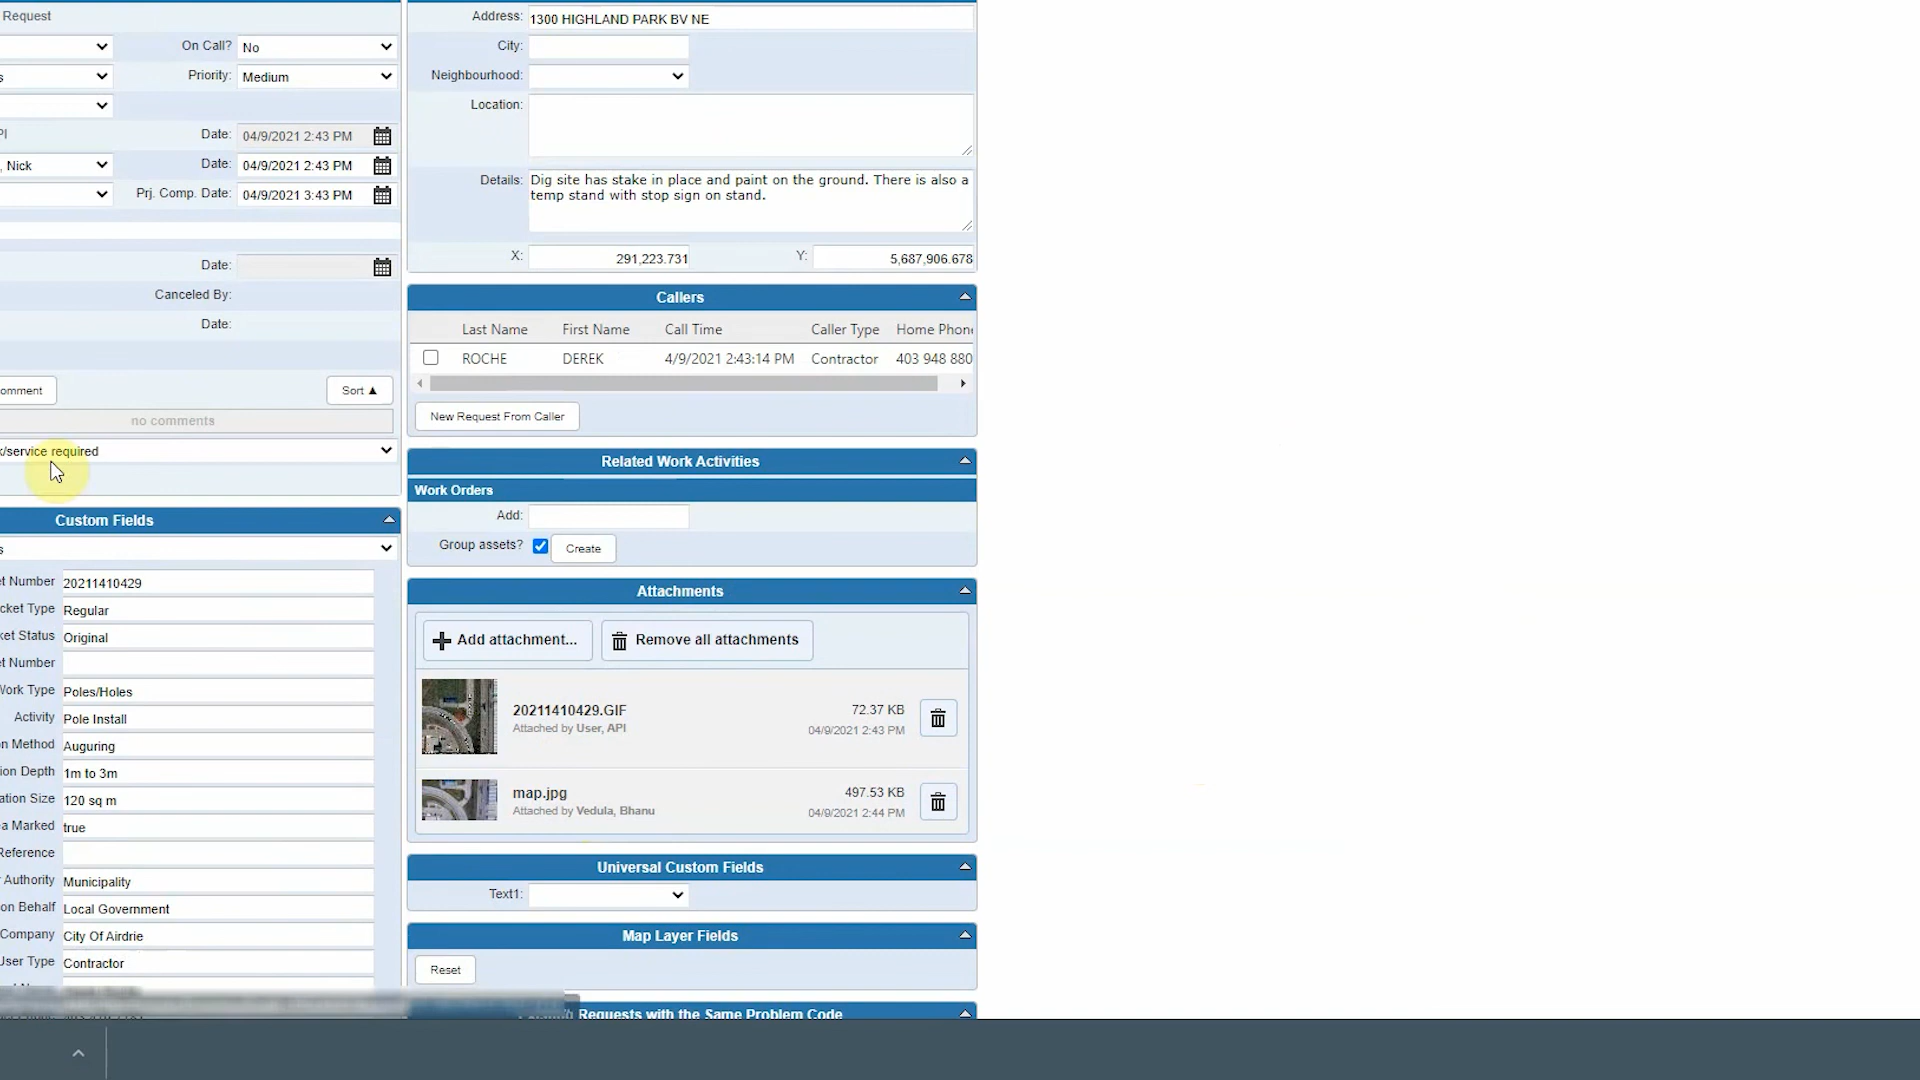 Request
On Call?
No
s
Priority:
Medium
PI
Date:
04/9/2021 2:43 PM
, Nick
Date:
04/9/2021 2:43 PM
Prj. Comp. Date:
04/9/2021 3:43 PM
Date:
Canceled By:
Date:
omment
Sort ▲
no comments
k/service required
Custom Fields
s
et Number
20211410429
cket Type
Regular
ket Status
Original
et Number
Work Type
Poles/Holes
Activity
Pole Install
on Method
Auguring
ion Depth
1m to 3m
ation Size
120 sq m
ea Marked
true
Reference
r Authority
Municipality
on Behalf
Local Government
Company
City Of Airdrie
User Type
Contractor
Address:
1300 HIGHLAND PARK BV NE
City:
Neighbourhood:
Location:
Details:
Dig site has stake in place and paint on the ground. There is also a
temp stand with stop sign on stand.
X:
291,223.731
Y:
5,687,906.678
Callers
Last Name First Name Call Time Caller Type Home Phon
ROCHE DEREK 4/9/2021 2:43:14 PM Contractor 403 948 880
New Request From Caller
Related Work Activities
Work Orders
Add:
Group assets?
Create
Attachments
Add attachment...
Remove all attachments
20211410429.GIF
72.37 KB
Attached by User, API
04/9/2021 2:43 PM
map.jpg
497.53 KB
Attached by Vedula, Bhanu
04/9/2021 2:44 PM
Universal Custom Fields
Text1:
Map Layer Fields
Reset
Requests with the Same Problem Code